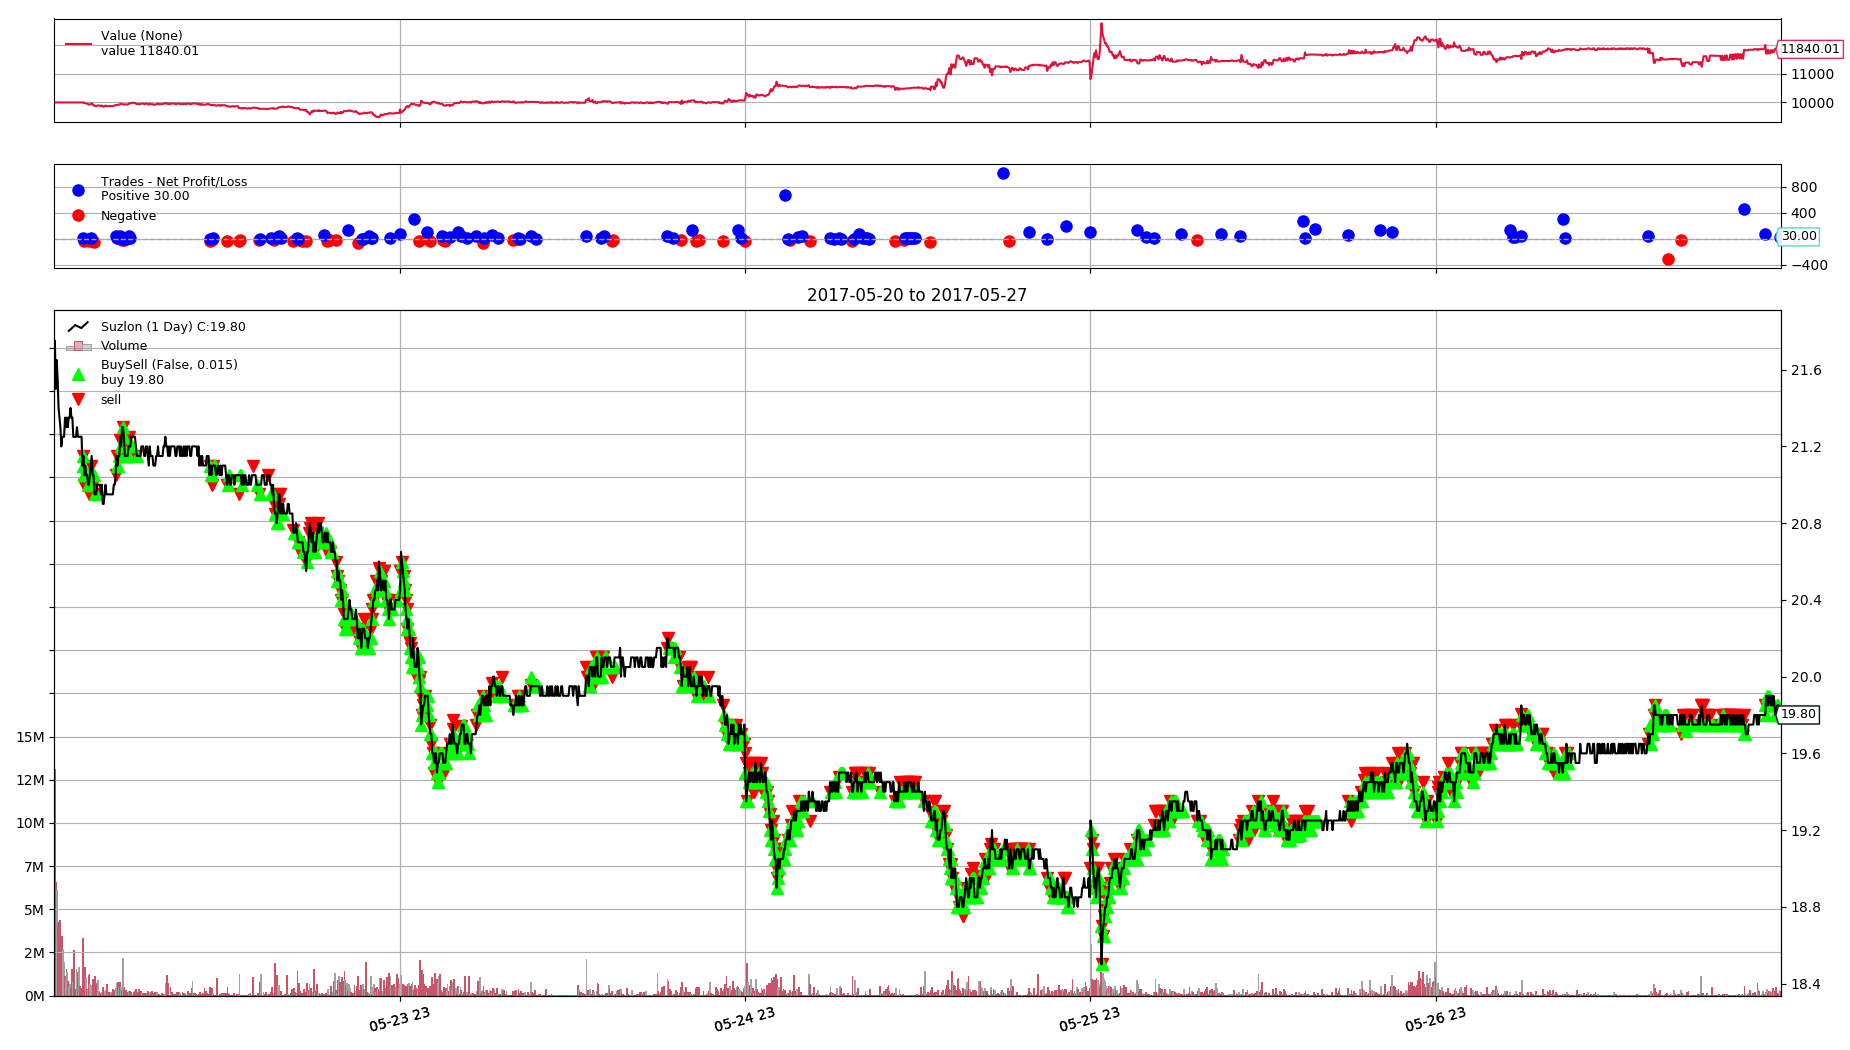 Value (None)
value 11840.01
11840.01
11000
10000
Trades - Net Profit/Loss
Positive 30.00
Negative
800
400
30.00
−400
2017-05-20 to 2017-05-27
Suzlon (1 Day) C:19.80
Volume
BuySell (False, 0.015)
buy 19.80
sell
21.6
21.2
20.8
20.4
20.0
19.80
19.6
19.2
18.8
18.4
15M
12M
10M
7M
5M
2M
0M
05-23 23
05-24 23
05-25 23
05-26 23